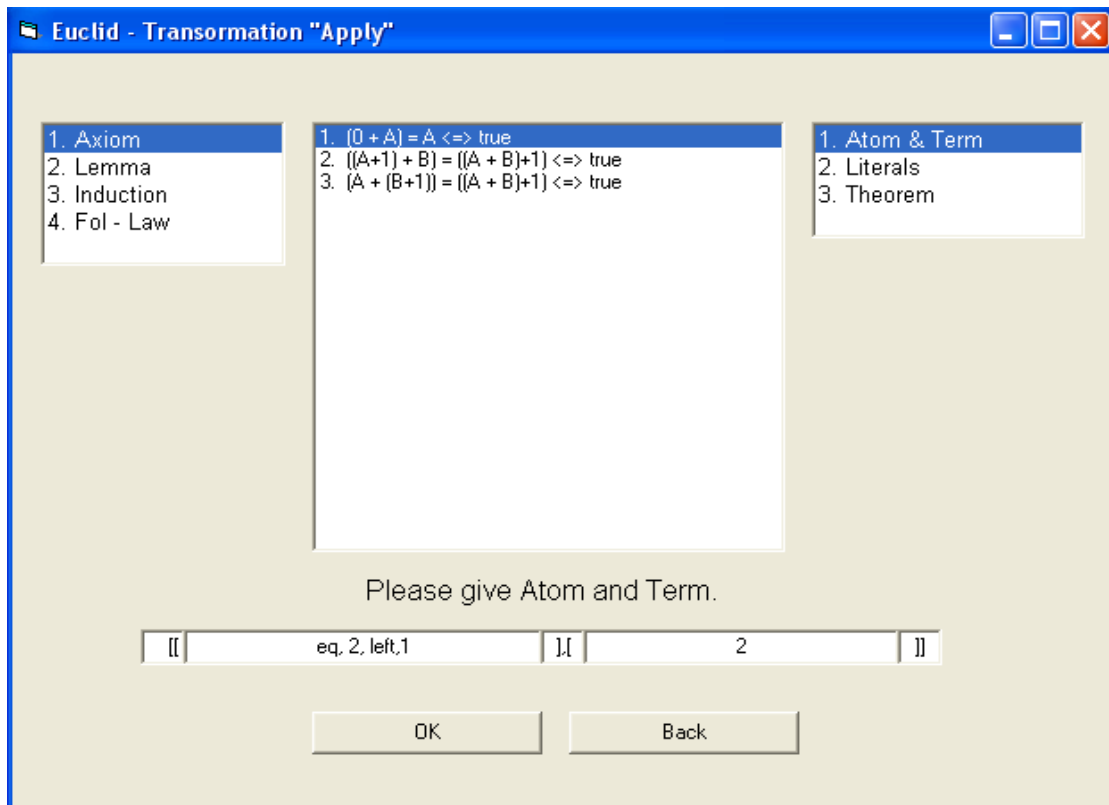 Euclid - Transormation "Apply"
1. Axiom
2. Lemma
3. Induction
4. Fol - Law
1. (0 + A) = A <=> true
2. ((A+1) + B) = ((A + B)+1) <=> true
3. (A + (B+1)) = ((A + B)+1) <=> true
1. Atom & Term
2. Literals
3. Theorem
Please give Atom and Term.
[[ eq, 2, left,1 ],[ 2 ]]
OK Back